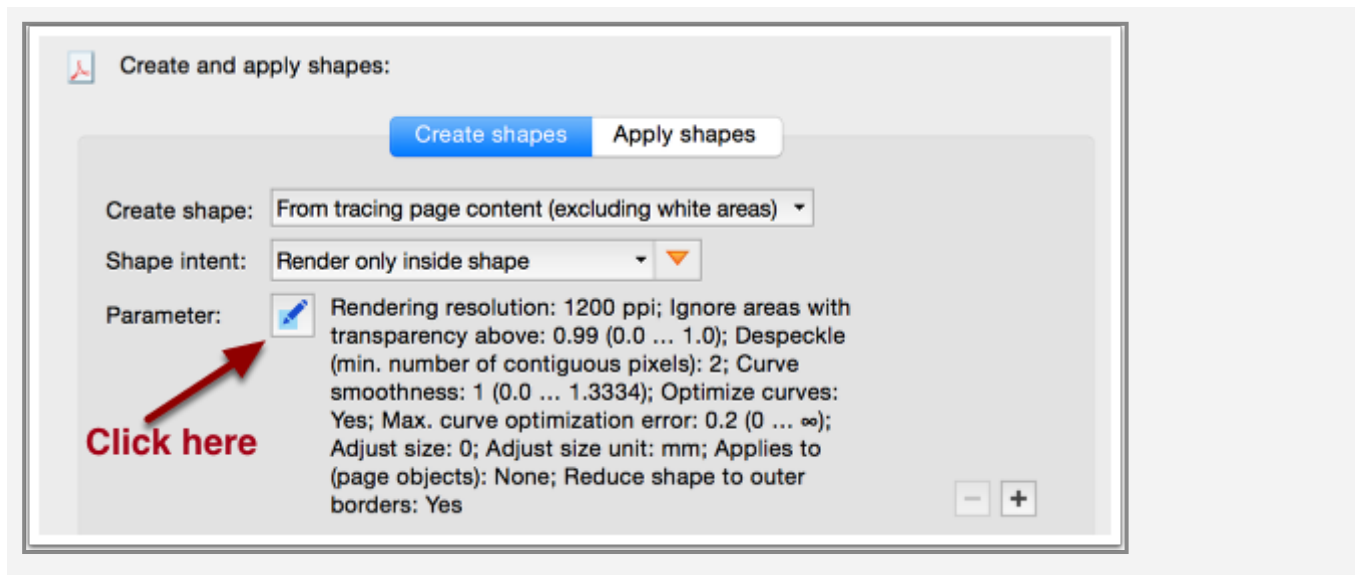 Create and apply shapes:
Create shapes Apply shapes
Create shape: From tracing page content (excluding white areas)
Shape intent: Render only inside shape
Parameter: Rendering resolution: 1200 ppi; Ignore areas with
transparency above: 0.99 (0.0 ... 1.0); Despeckle
(min. number of contiguous pixels): 2; Curve
smoothness: 1 (0.0 ... 1.3334); Optimize curves:
Yes; Max. curve optimization error: 0.2 (0 ... ∞);
Adjust size: 0; Adjust size unit: mm; Applies to
(page objects): None; Reduce shape to outer
borders: Yes
Click here